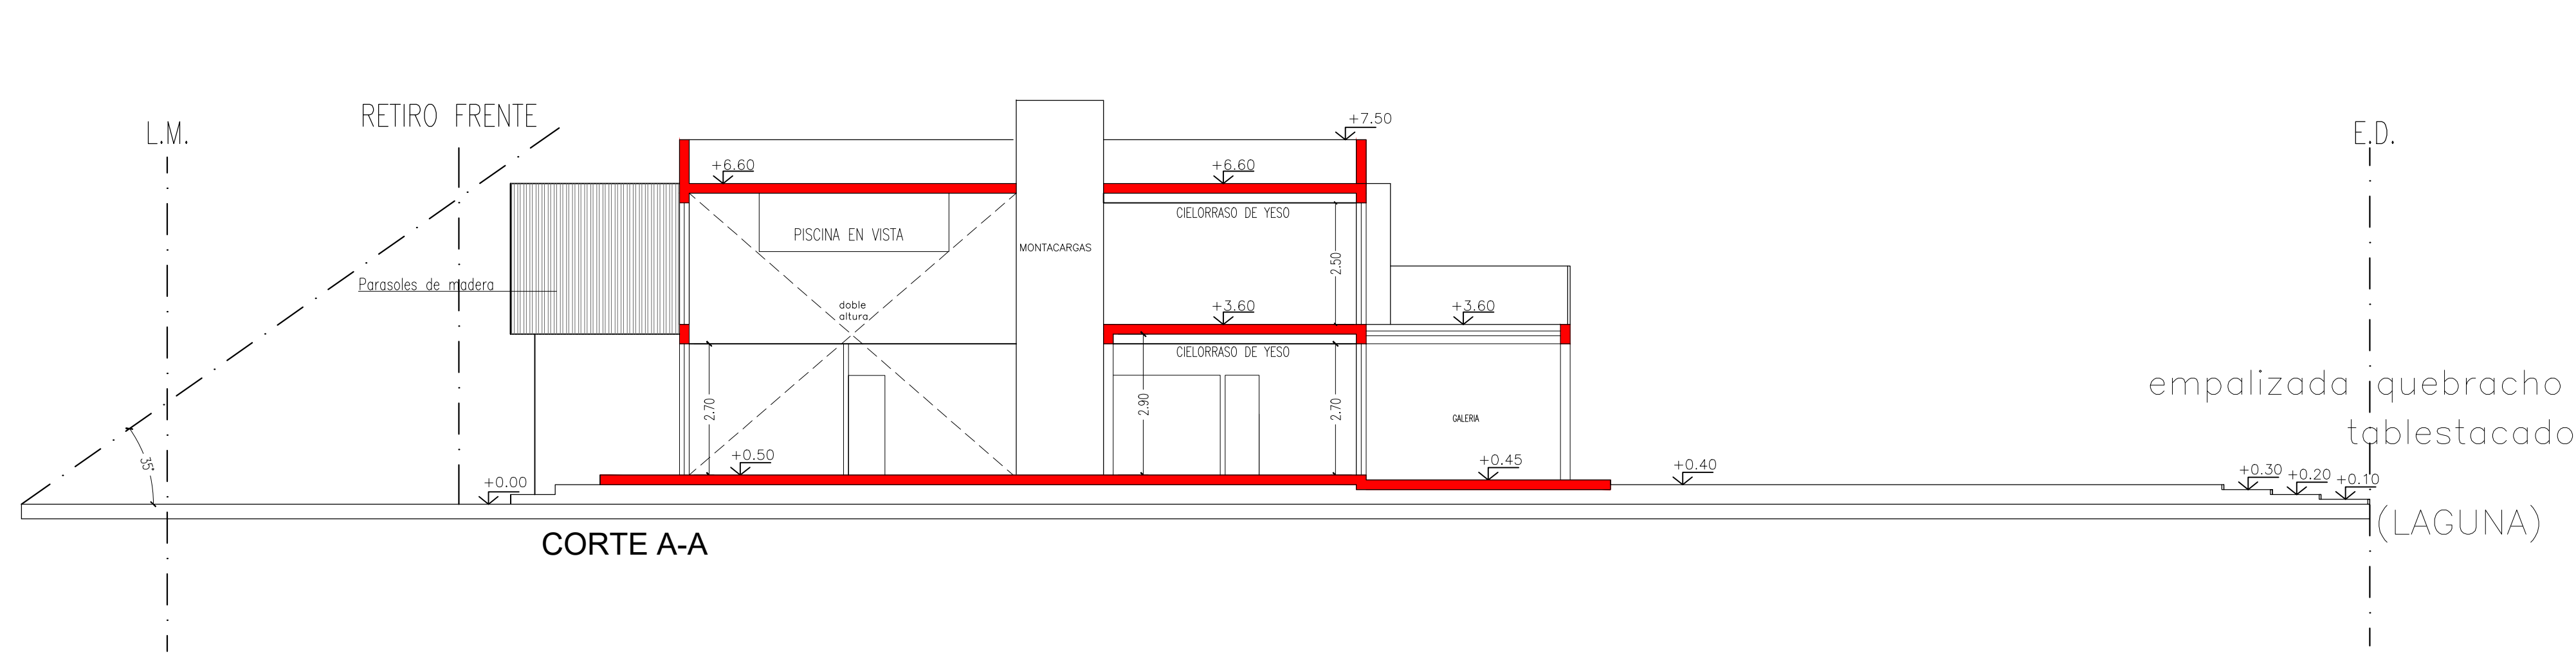 RETIRO FRENTE
L.M.
+7.50
E.D.
+6.60
+6.60
CIELORRASO DE YESO
PISCINA EN VISTA
MONTACARGAS
2.50
Parasoles de madera
doble
altura
+3.60
+3.60
CIELORRASO DE YESO
empalizada quebracho
tablestacado
2.70
2.90
2.70
GALERIA
35°
+0.50
+0.45
+0.40
+0.30
+0.20
+0.10
+0.00
(LAGUNA)
CORTE A-A